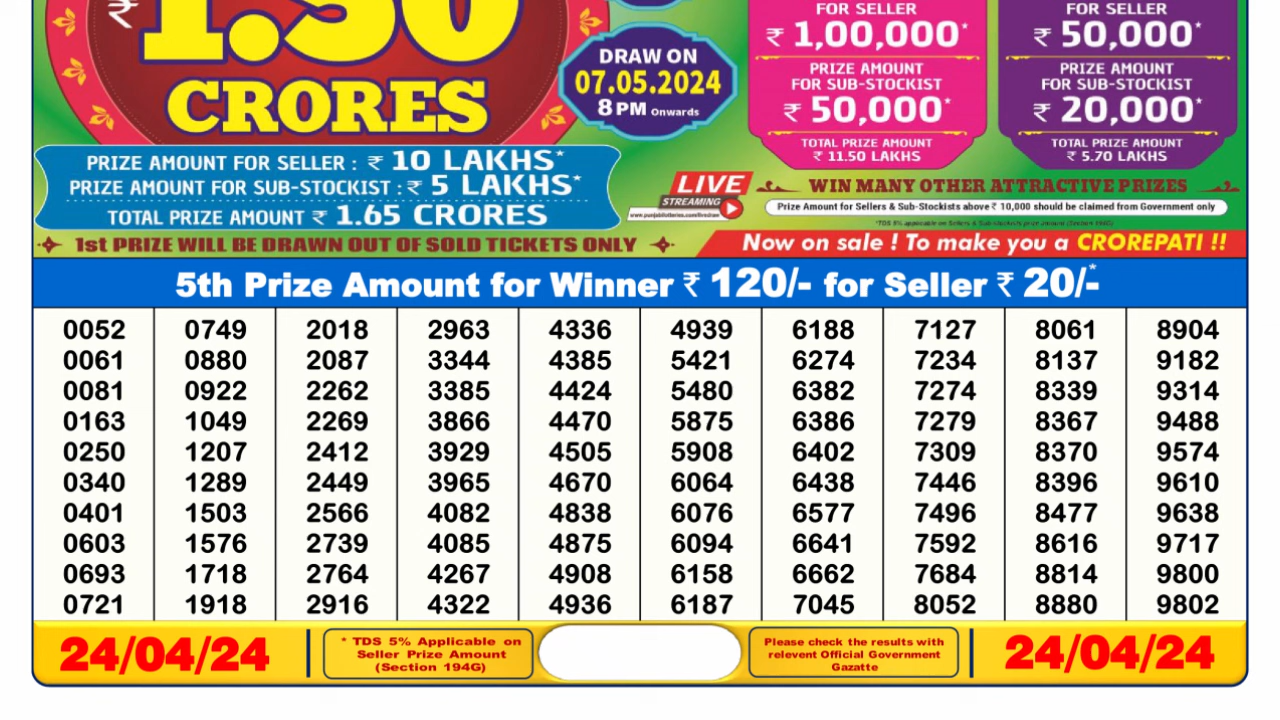 ₹ 1.50
CRORES
DRAW ON
07.05.2024
8 PM Onwards
PRIZE AMOUNT FOR SELLER : ₹ 10 LAKHS*
PRIZE AMOUNT FOR SUB-STOCKIST : ₹ 5 LAKHS*
TOTAL PRIZE AMOUNT ₹ 1.65 CRORES
FOR SELLER
₹ 1,00,000*
PRIZE AMOUNT
FOR SUB-STOCKIST
₹ 50,000*
TOTAL PRIZE AMOUNT
₹ 11.50 LAKHS
FOR SELLER
₹ 50,000*
PRIZE AMOUNT
FOR SUB-STOCKIST
₹ 20,000*
TOTAL PRIZE AMOUNT
₹ 5.70 LAKHS
LIVE
STREAMING
WIN MANY OTHER ATTRACTIVE PRIZES
Prize Amount for Sellers & Sub-Stockists above ₹ 10,000 should be claimed from Government only
1st PRIZE WILL BE DRAWN OUT OF SOLD TICKETS ONLY
Now on sale ! To make you a CROREPATI !!
5th Prize Amount for Winner ₹ 120/- for Seller ₹ 20/-*
0052 0749 2018 2963 4336 4939 6188 7127 8061 8904
0061 0880 2087 3344 4385 5421 6274 7234 8137 9182
0081 0922 2262 3385 4424 5480 6382 7274 8339 9314
0163 1049 2269 3866 4470 5875 6386 7279 8367 9488
0250 1207 2412 3929 4505 5908 6402 7309 8370 9574
0340 1289 2449 3965 4670 6064 6438 7446 8396 9610
0401 1503 2566 4082 4838 6076 6577 7496 8477 9638
0603 1576 2739 4085 4875 6094 6641 7592 8616 9717
0693 1718 2764 4267 4908 6158 6662 7684 8814 9800
0721 1918 2916 4322 4936 6187 7045 8052 8880 9802
24/04/24
* TDS 5% Applicable on
Seller Prize Amount
(Section 194G)
Please check the results with
relevent Official Government
Gazatte
24/04/24